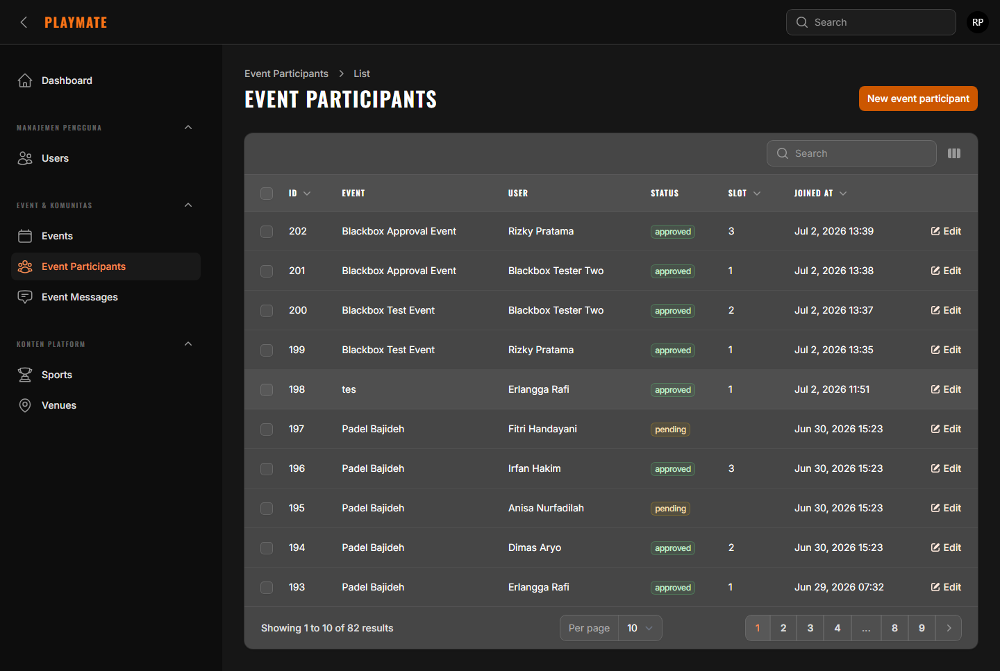 PLAYMATE
Search
RP
Dashboard
MANAJEMEN PENGGUNA
Users
EVENT & KOMUNITAS
Events
Event Participants
Event Messages
KONTEN PLATFORM
Sports
Venues
Event Participants > List
EVENT PARTICIPANTS
New event participant
Search
ID EVENT USER STATUS SLOT JOINED AT
202 Blackbox Approval Event Rizky Pratama approved 3 Jul 2, 2026 13:39 Edit
201 Blackbox Approval Event Blackbox Tester Two approved 1 Jul 2, 2026 13:38 Edit
200 Blackbox Test Event Blackbox Tester Two approved 2 Jul 2, 2026 13:37 Edit
199 Blackbox Test Event Rizky Pratama approved 1 Jul 2, 2026 13:35 Edit
198 tes Erlangga Rafi approved 1 Jul 2, 2026 11:51 Edit
197 Padel Bajideh Fitri Handayani pending Jun 30, 2026 15:23 Edit
196 Padel Bajideh Irfan Hakim approved 3 Jun 30, 2026 15:23 Edit
195 Padel Bajideh Anisa Nurfadilah pending Jun 30, 2026 15:23 Edit
194 Padel Bajideh Dimas Aryo approved 2 Jun 30, 2026 15:23 Edit
193 Padel Bajideh Erlangga Rafi approved 1 Jun 29, 2026 07:32 Edit
Showing 1 to 10 of 82 results Per page 10 1 2 3 4 ... 8 9